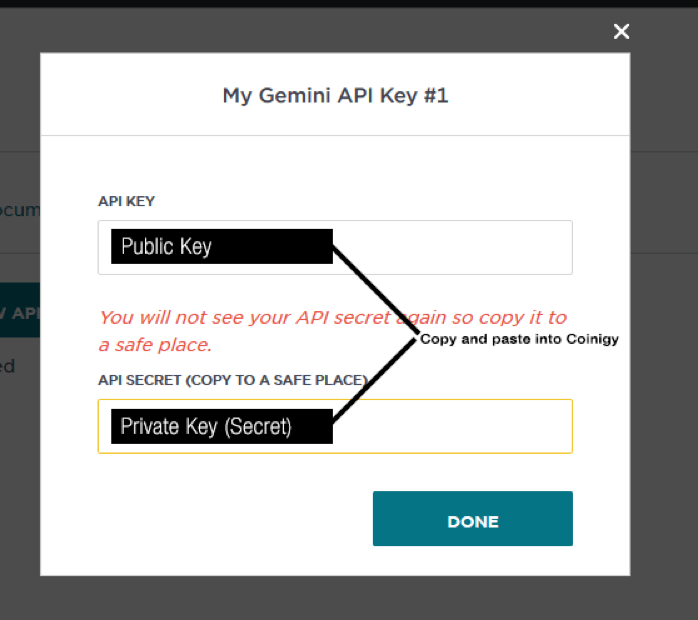 My Gemini API Key #1
ocum
API KEY
Public Key
W API
You will not see your API secret again so copy it to
a safe place.
Copy and paste into Coinigy
ed
API SECRET (COPY TO A SAFE PLACE)
Private Key (Secret)
DONE